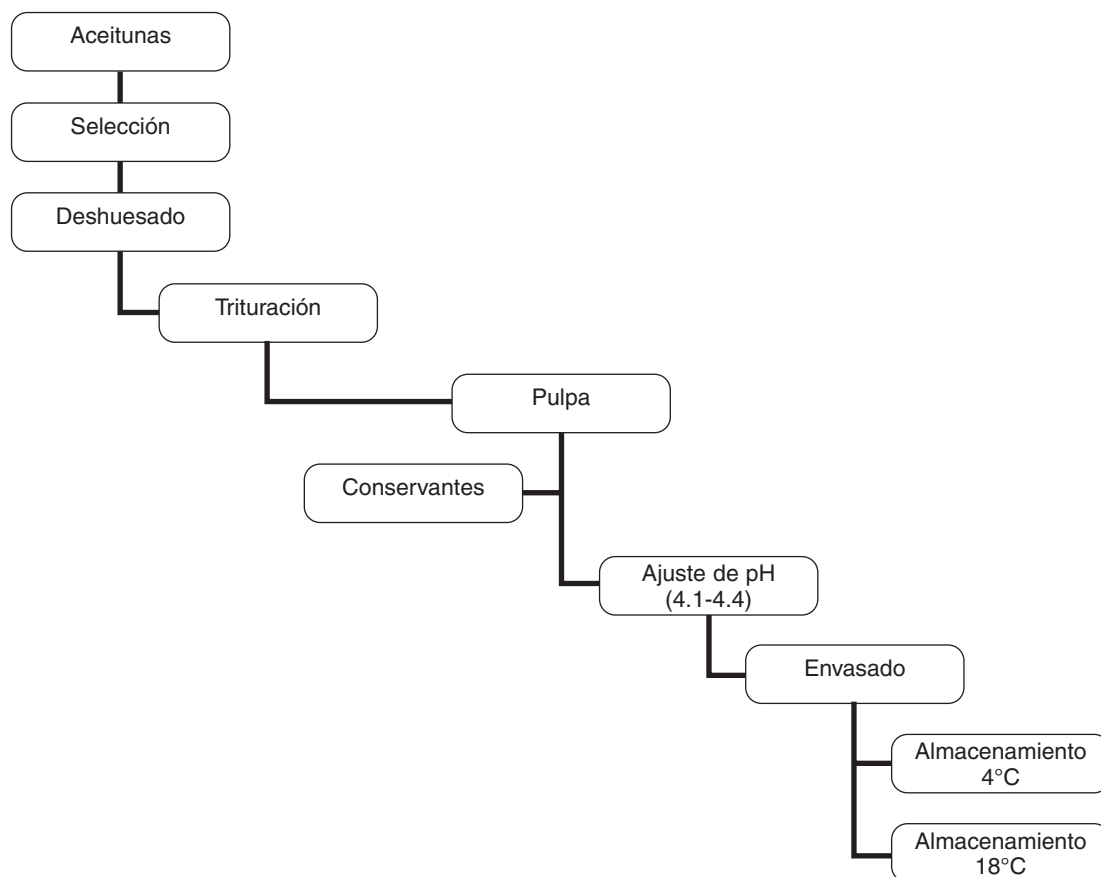 Aceitunas
Selección
Deshuesado
Trituración
Pulpa
Conservantes
Ajuste de pH
(4.1-4.4)
Envasado
Almacenamiento
4°C
Almacenamiento
18°C